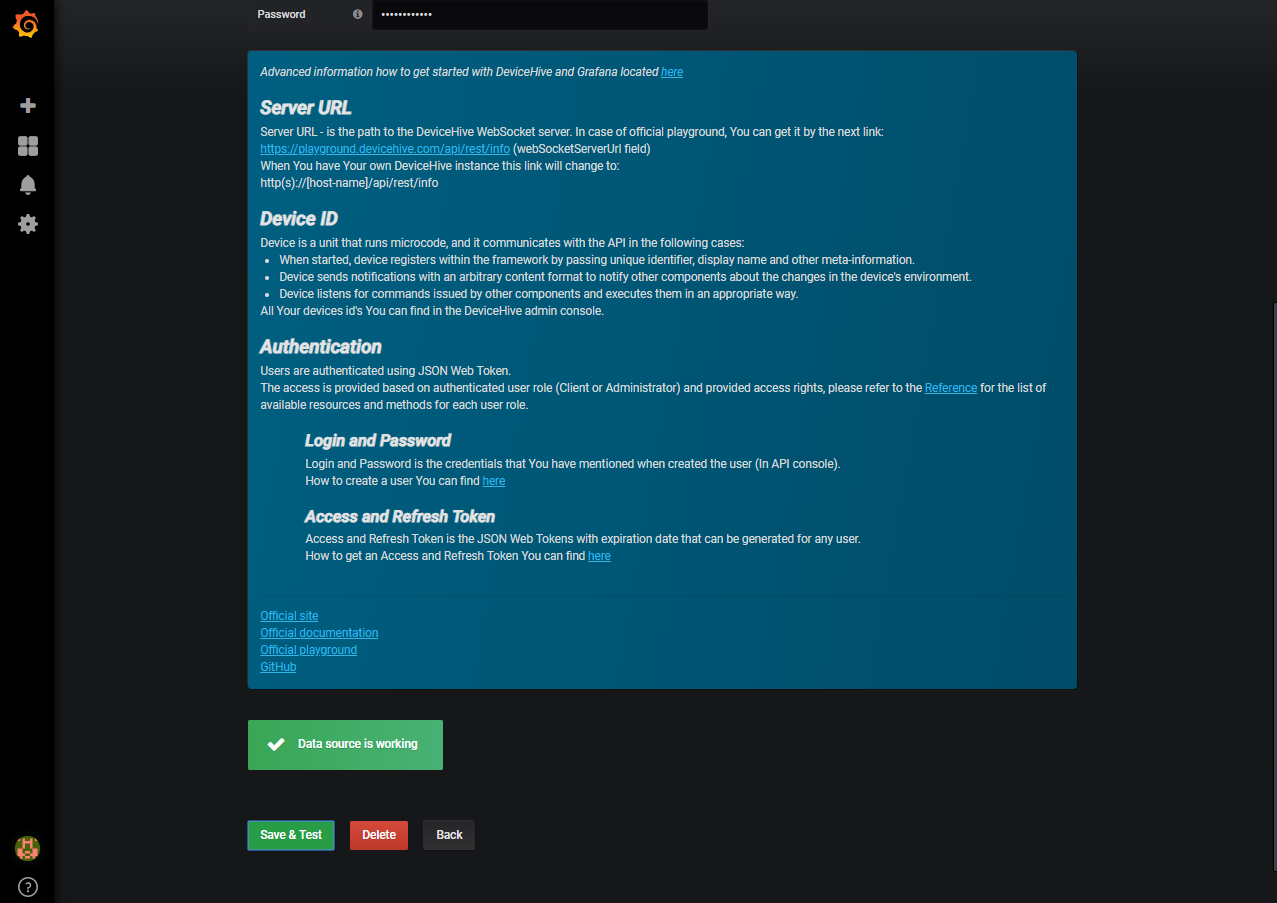 Password
••••••••••••
Advanced information how to get started with DeviceHive and Grafana located here
Server URL
Server URL - is the path to the DeviceHive WebSocket server. In case of official playground, You can get it by the next link:
https://playground.devicehive.com/api/rest/info (webSocketServerUrl field)
When You have Your own DeviceHive instance this link will change to:
http(s)://[host-name]/api/rest/info
Device ID
Device is a unit that runs microcode, and it communicates with the API in the following cases:
• When started, device registers within the framework by passing unique identifier, display name and other meta-information.
• Device sends notifications with an arbitrary content format to notify other components about the changes in the device's environment.
• Device listens for commands issued by other components and executes them in an appropriate way.
All Your devices id's You can find in the DeviceHive admin console.
Authentication
Users are authenticated using JSON Web Token.
The access is provided based on authenticated user role (Client or Administrator) and provided access rights, please refer to the Reference for the list of
available resources and methods for each user role.
Login and Password
Login and Password is the credentials that You have mentioned when created the user (In API console).
How to create a user You can find here
Access and Refresh Token
Access and Refresh Token is the JSON Web Tokens with expiration date that can be generated for any user.
How to get an Access and Refresh Token You can find here
Official site
Official documentation
Official playground
GitHub
Data source is working
Save & Test
Delete
Back